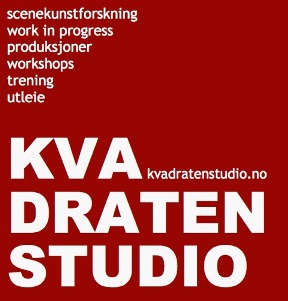 scenekunstforskning
work in progress
produksjoner
workshops
trening
utleie
KVA
kvadratenstudio.no
DRATEN
STUDIO